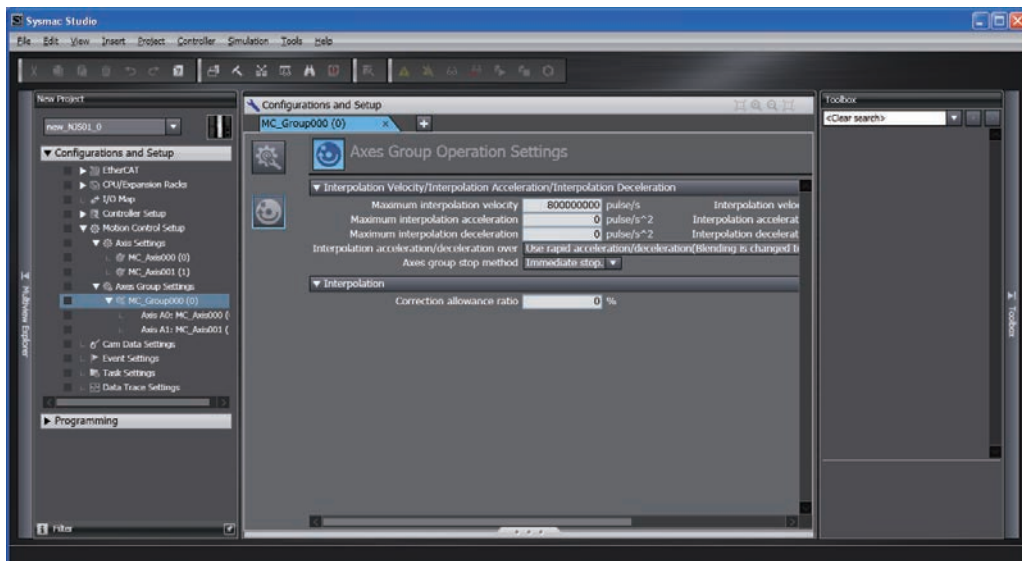 Sysmac Studio
File Edit View Insert Project Controller Simulation Tools Help
New Project
new_NJ501_0
Configurations and Setup
EtherCAT
CPU/Expansion Racks
I/O Map
Controller Setup
Motion Control Setup
Axis Settings
MC_Axis000 (0)
MC_Axis001 (1)
Axes Group Settings
MC_Group000 (0)
Axis A0: MC_Axis000 (
Axis A1: MC_Axis001 (
Cam Data Settings
Event Settings
Task Settings
Data Trace Settings
Programming
Filter
Multiview Explorer
Configurations and Setup
MC_Group000 (0) x +
Axes Group Operation Settings
Interpolation Velocity/Interpolation Acceleration/Interpolation Deceleration
Maximum interpolation velocity 800000000 pulse/s Interpolation veloc
Maximum interpolation acceleration 0 pulse/s^2 Interpolation accelerat
Maximum interpolation deceleration 0 pulse/s^2 Interpolation decelerat
Interpolation acceleration/deceleration over Use rapid acceleration/deceleration(Blending is changed t
Axes group stop method Immediate stop.
Interpolation
Correction allowance ratio 0 %
Toolbox
<Clear search>
Toolbox